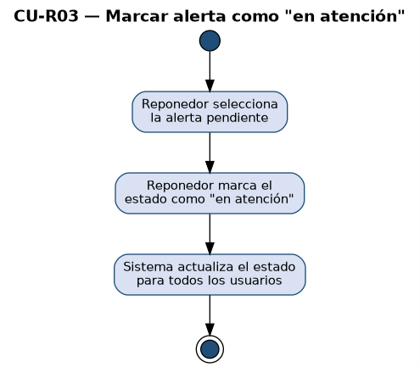 CU-R03 — Marcar alerta como "en atención"
Reponedor selecciona
la alerta pendiente
Reponedor marca el
estado como "en atención"
Sistema actualiza el estado
para todos los usuarios